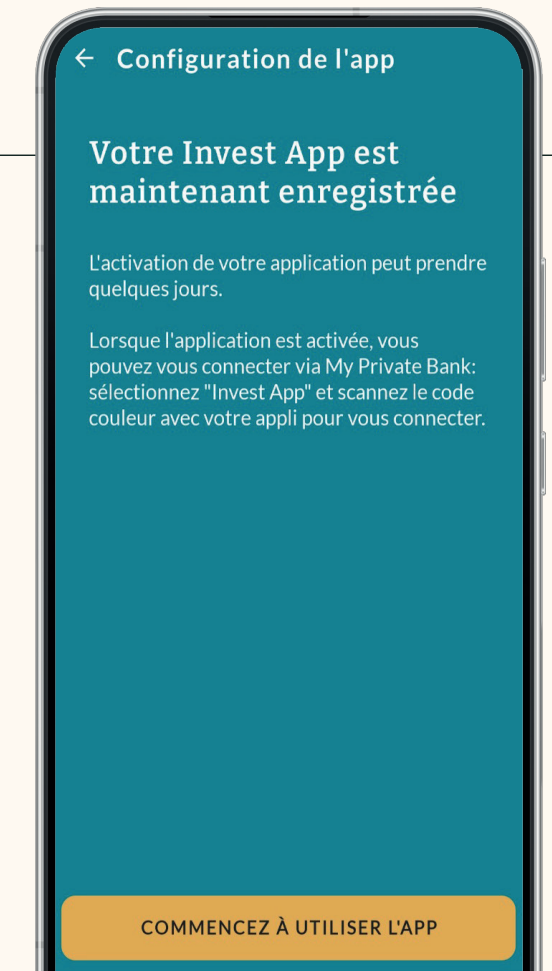 Configuration de l'app
Votre Invest App est
maintenant enregistrée
L'activation de votre application peut prendre
quelques jours.
Lorsque l'application est activée, vous
pouvez vous connecter via My Private Bank:
sélectionnez "Invest App" et scannez le code
couleur avec votre appli pour vous connecter.
COMMENCEZ À UTILISER L'APP